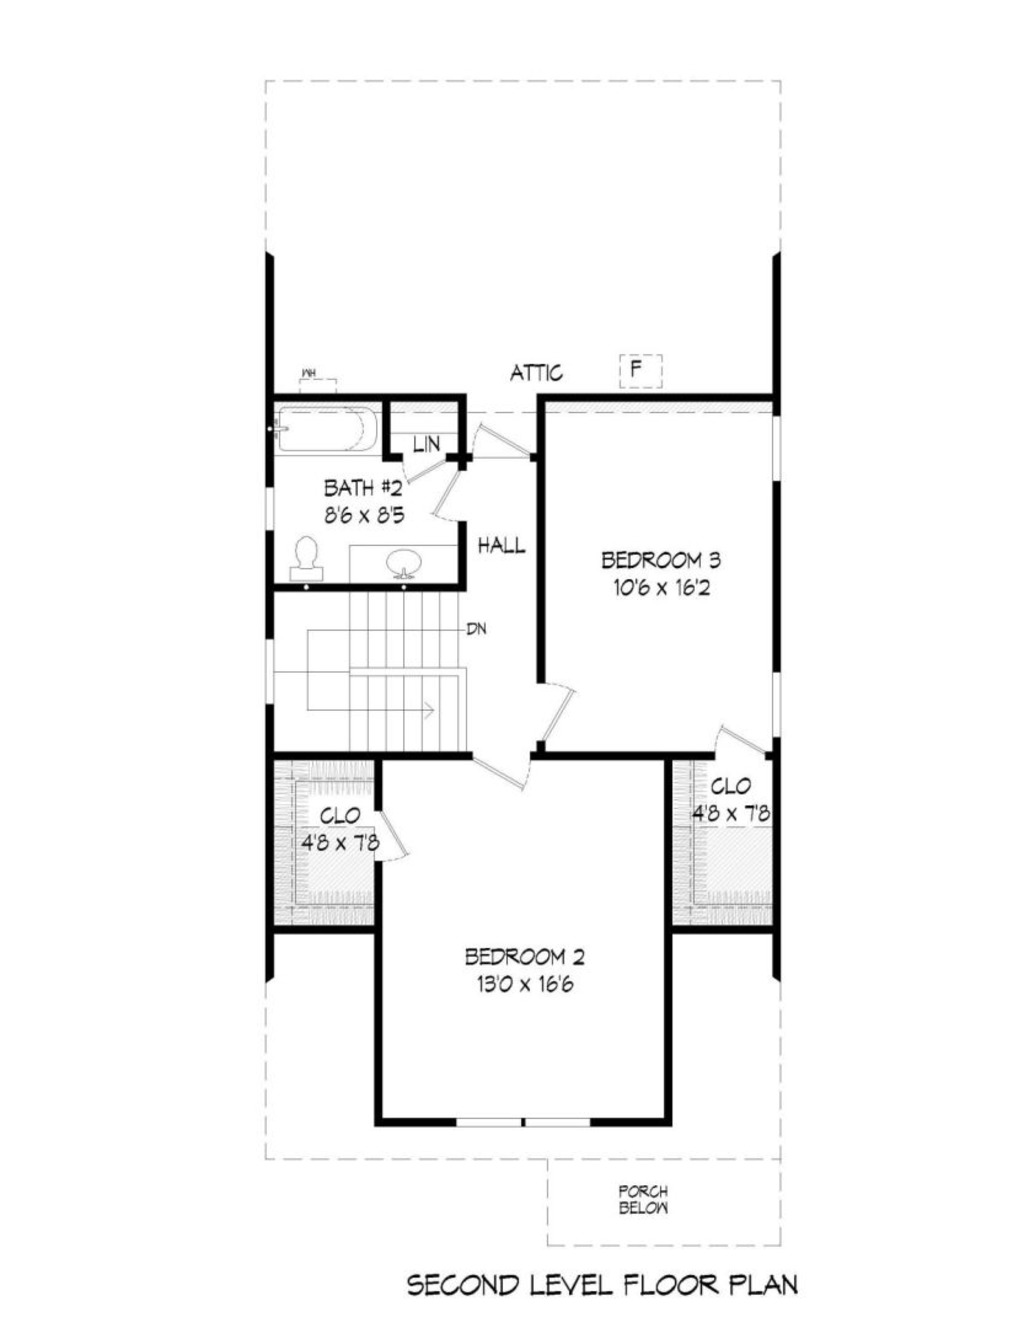 WH
ATTIC
F
LIN
BATH #2
8'6 x 8'5
HALL
BEDROOM 3
10'6 x 16'2
DN
CLO
4'8 x 7'8
CLO
4'8 x 7'8
BEDROOM 2
13'0 x 16'6
PORCH
BELOW
SECOND LEVEL FLOOR PLAN